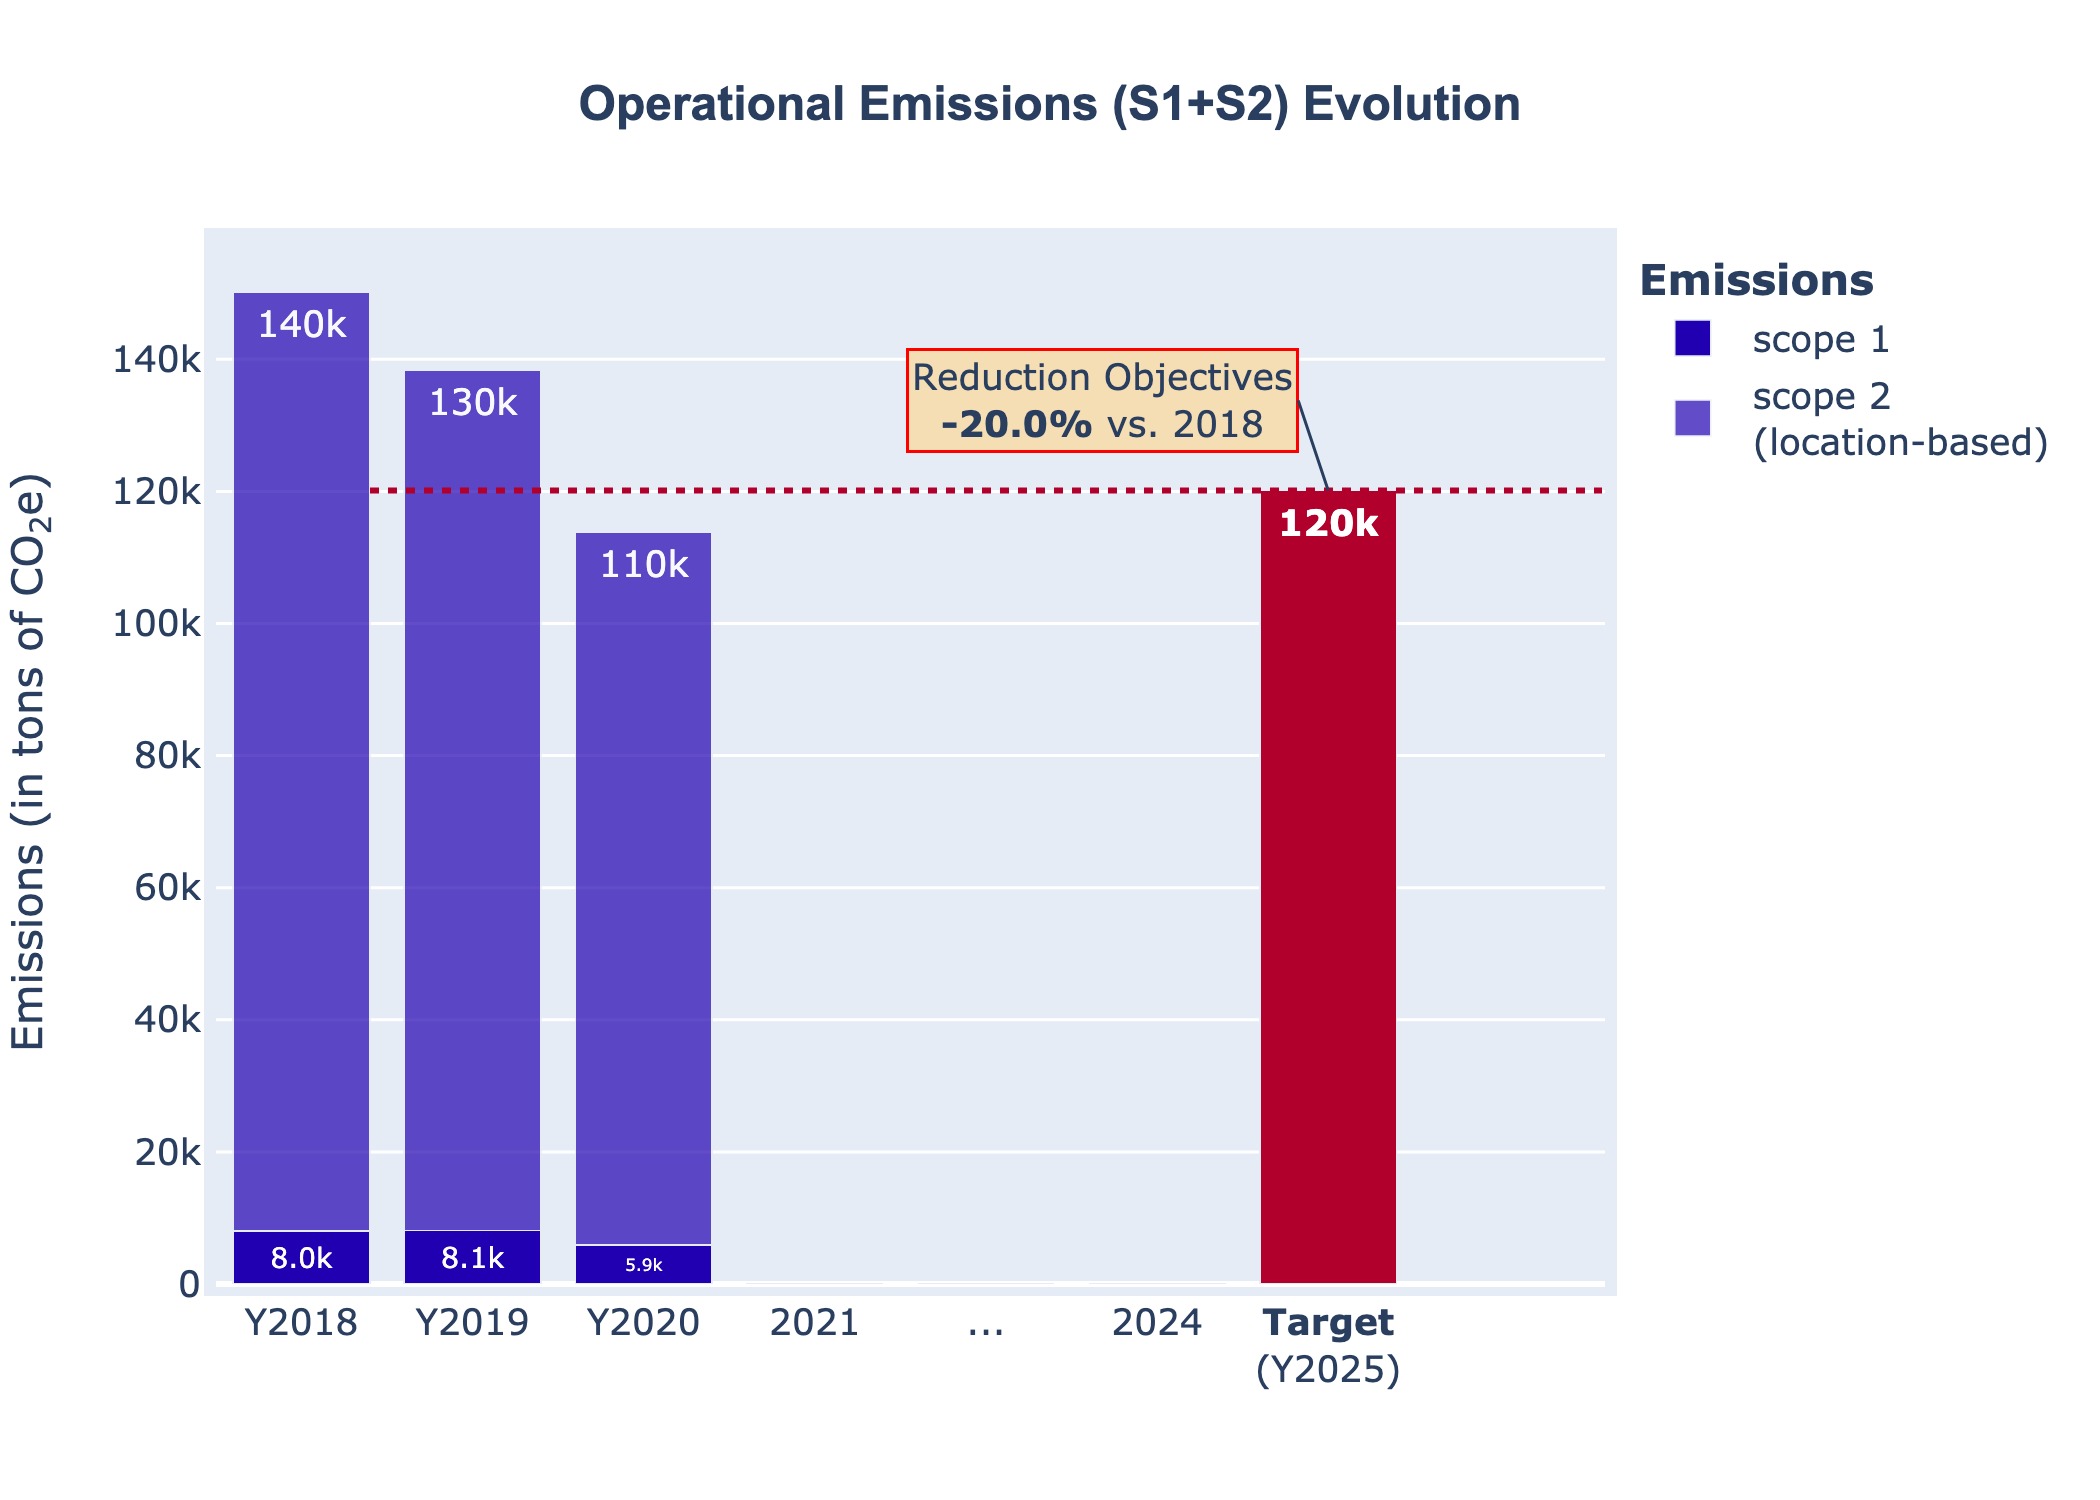 Operational Emissions (S1+S2) Evolution
Emissions (in tons of CO₂e)
140k
120k
100k
80k
60k
40k
20k
0
140k
130k
110k
8.0k
8.1k
5.9k
Reduction Objectives
-20.0% vs. 2018
120k
Y2018
Y2019
Y2020
2021
...
2024
Target
(Y2025)
Emissions
scope 1
scope 2
(location-based)